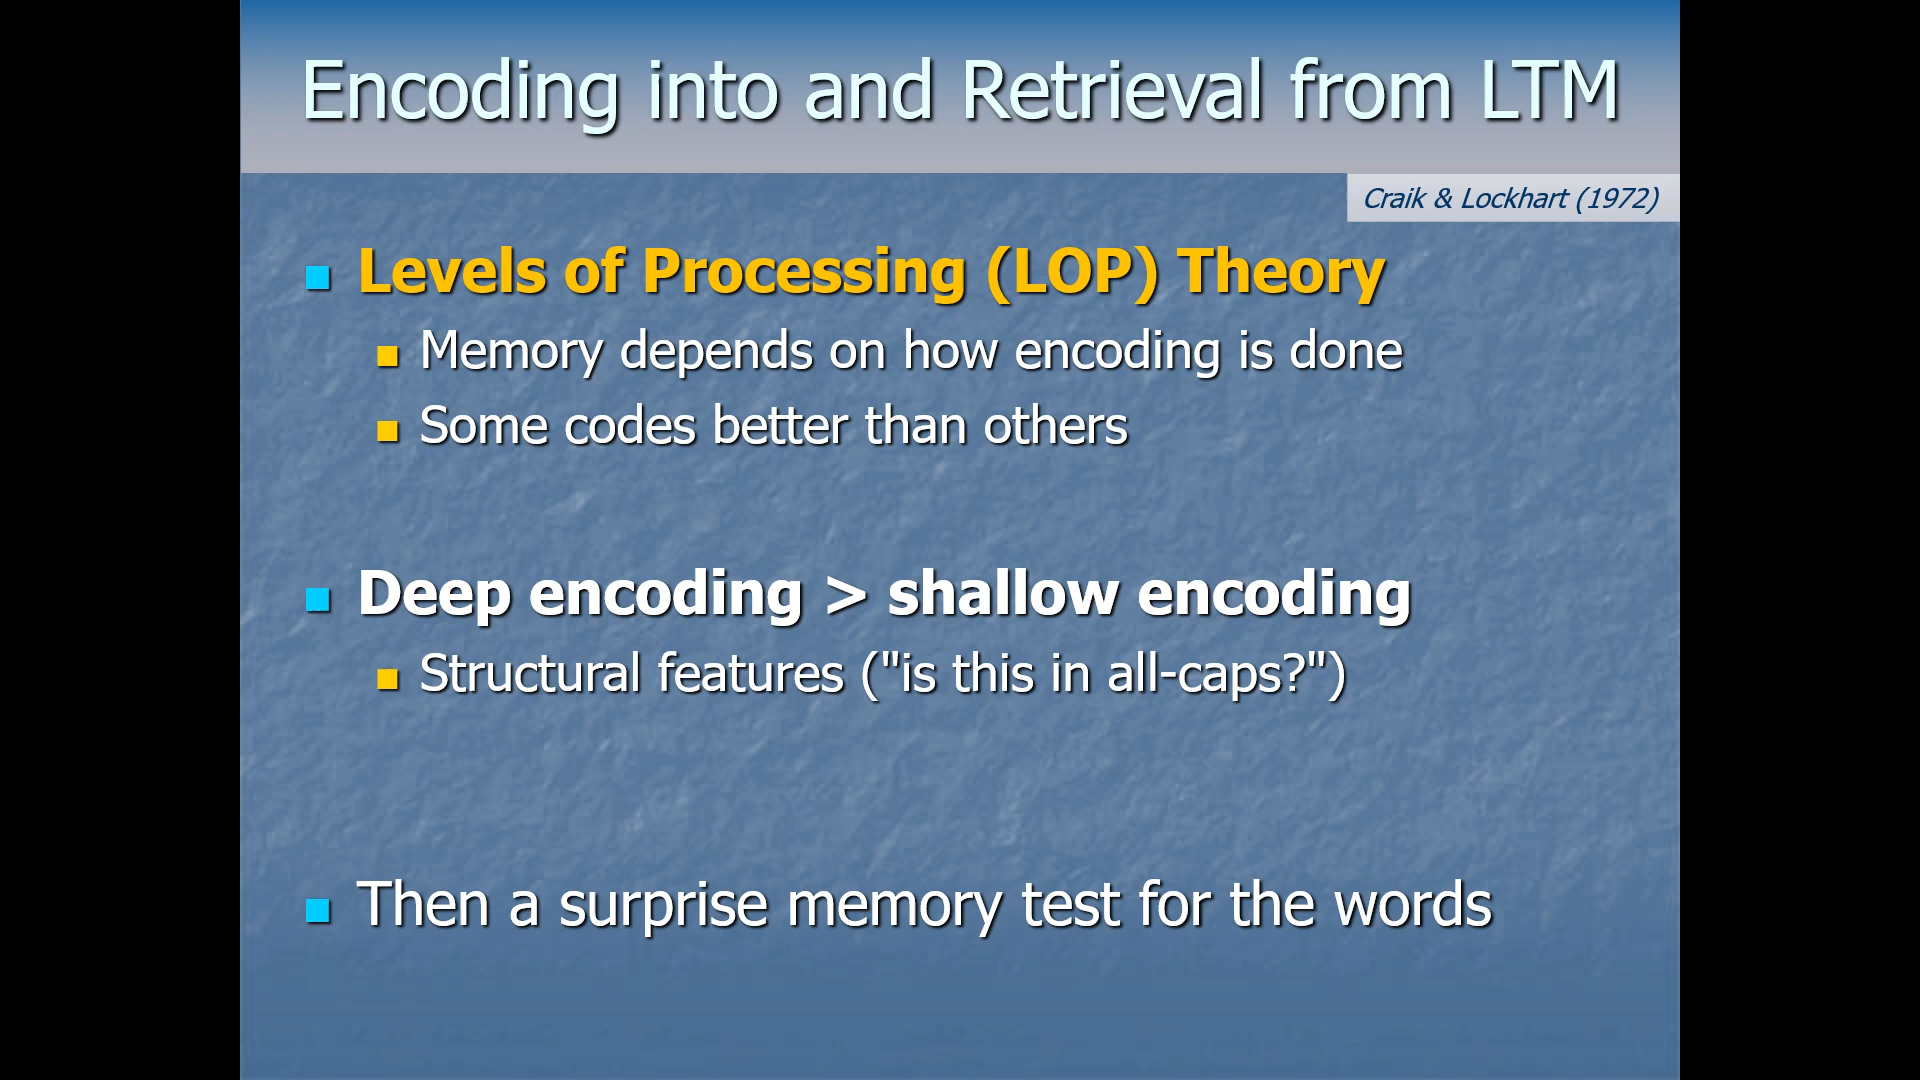 Encoding into and Retrieval from LTM
Craik & Lockhart (1972)
Levels of Processing (LOP) Theory
Memory depends on how encoding is done
Some codes better than others
Deep encoding > shallow encoding
Structural features ("is this in all-caps?")
Then a surprise memory test for the words